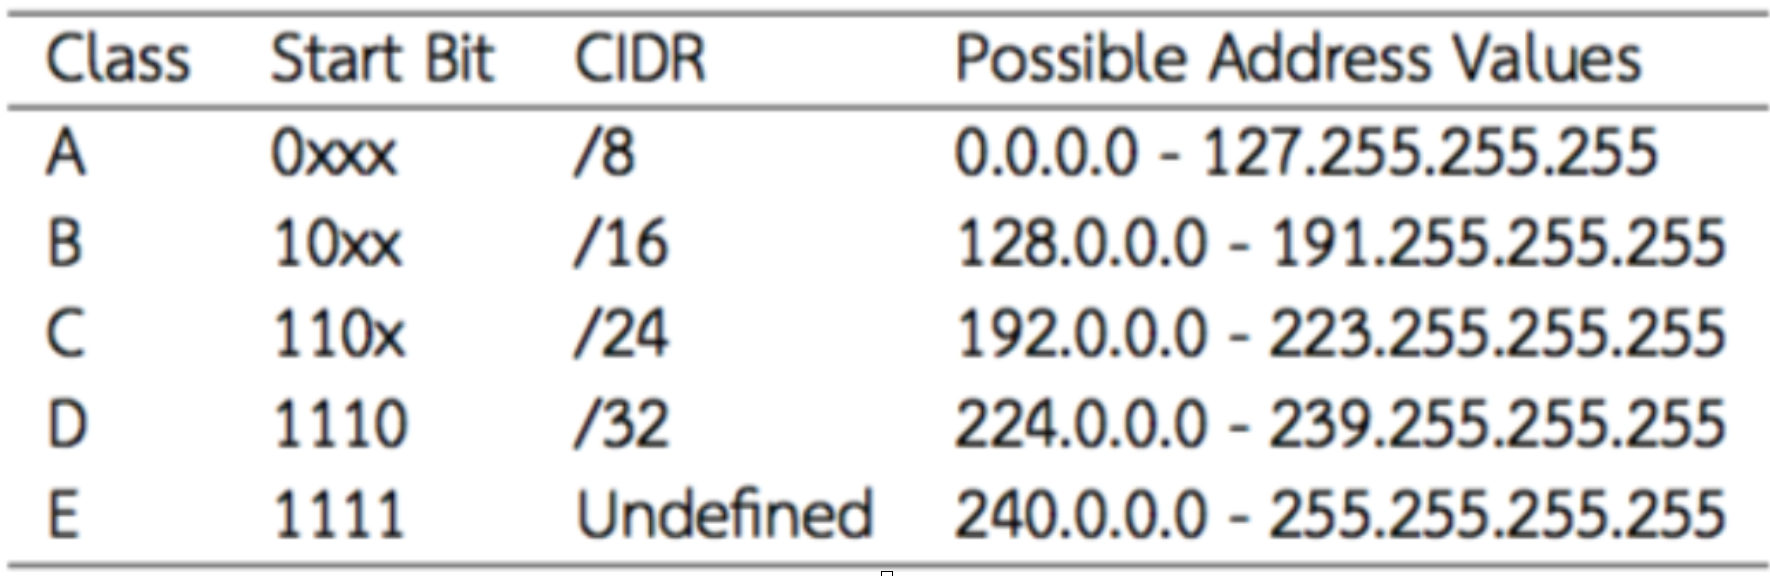 Class Start Bit CIDR Possible Address Values
A 0xxx /8 0.0.0.0 - 127.255.255.255
B 10xx /16 128.0.0.0 - 191.255.255.255
C 110x /24 192.0.0.0 - 223.255.255.255
D 1110 /32 224.0.0.0 - 239.255.255.255
E 1111 Undefined 240.0.0.0 - 255.255.255.255